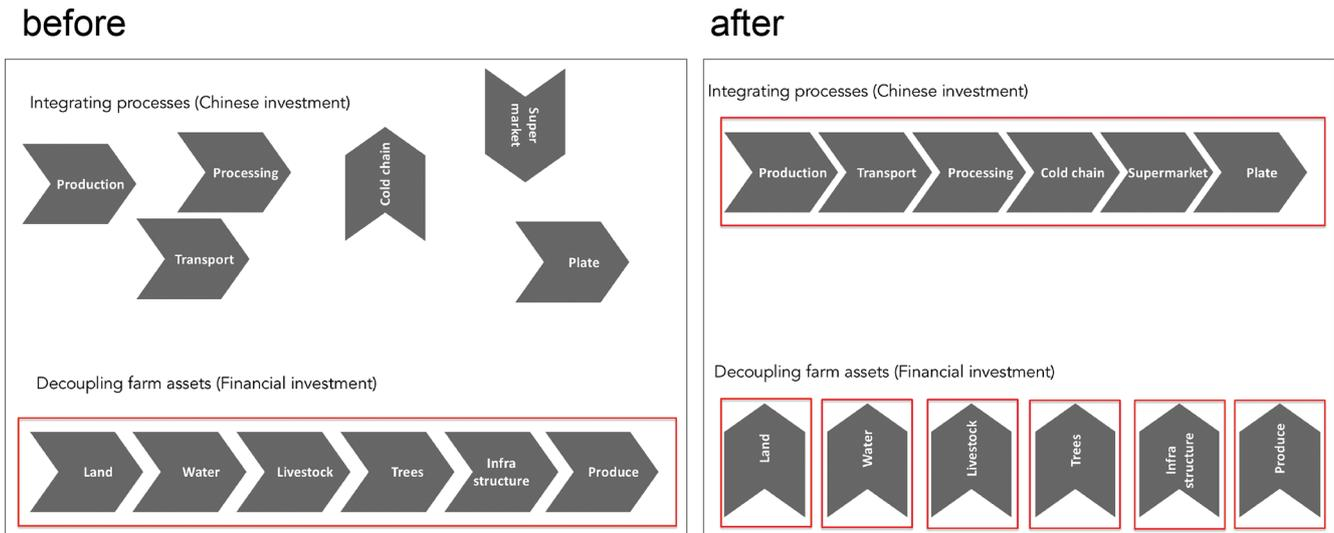 before
Integrating processes (Chinese investment)
Production
Processing
Transport
Cold chain
Super
market
Plate
Decoupling farm assets (Financial investment)
Land
Water
Livestock
Trees
Infra
structure
Produce
after
Integrating processes (Chinese investment)
Production
Transport
Processing
Cold chain
Supermarket
Plate
Decoupling farm assets (Financial investment)
Land
Water
Livestock
Trees
Infra
structure
Produce